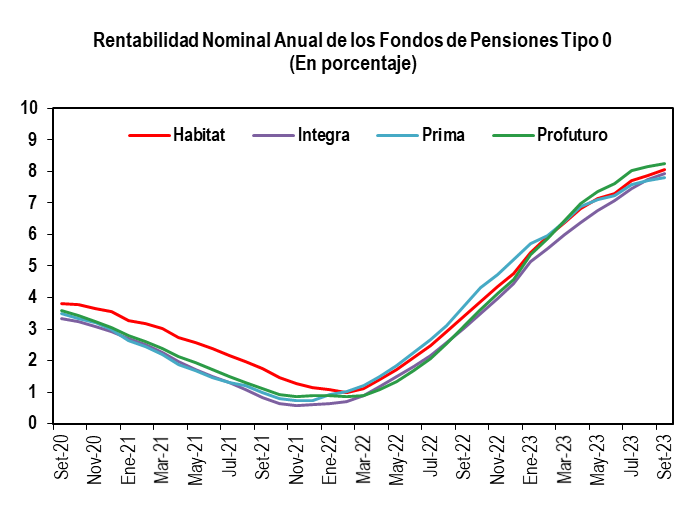 Rentabilidad Nominal Anual de los Fondos de Pensiones Tipo 0
(En porcentaje)
10
9
8
7
6
5
4
3
2
1
0
Habitat Integra Prima Profuturo
Set-20 Nov-20 Ene-21 Mar-21 May-21 Jul-21 Set-21 Nov-21 Ene-22 Mar-22 May-22 Jul-22 Set-22 Nov-22 Ene-23 Mar-23 May-23 Jul-23 Set-23